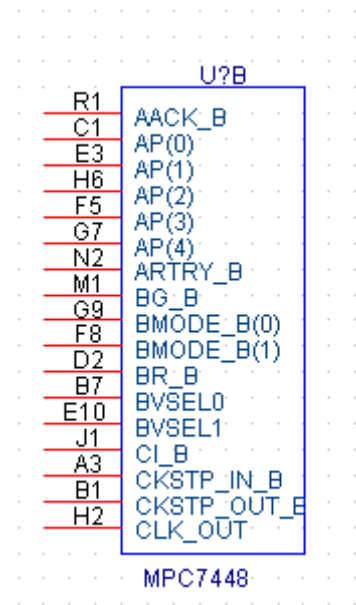 U?B
R1 AACK_B
C1 AP(0)
E3 AP(1)
H6 AP(2)
F5 AP(3)
G7 AP(4)
N2 ARTRY_B
M1 BG_B
G9 BMODE_B(0)
F8 BMODE_B(1)
D2 BR_B
B7 BVSEL0
E10 BVSEL1
J1 CI_B
A3 CKSTP_IN_B
B1 CKSTP_OUT_B
H2 CLK_OUT
MPC7448